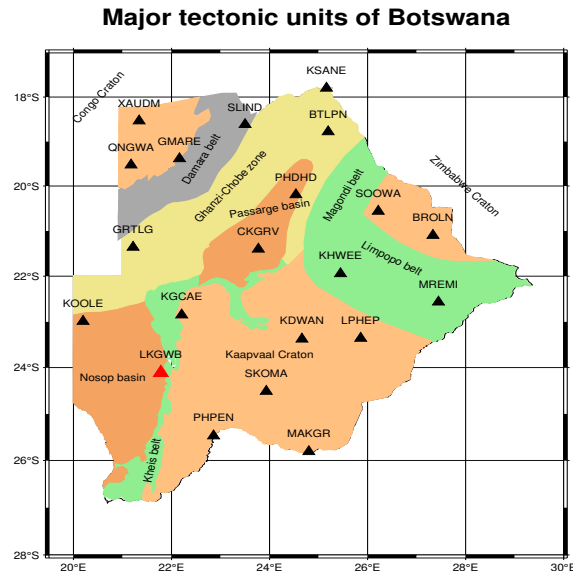 Major tectonic units of Botswana
KSANE
Congo Craton
18°S
XAUDM
SLIND
BTLPN
GMARE
QNGWA
Damara belt
Ghanzi-Chobe zone
Zimbabwe Craton
PHDHD
Magondi belt
SOOWA
20°S
Passarge basin
BROLN
GRTLG
CKGRV
KHWEE
Limpopo belt
22°S
MREMI
KOOLE
KGCAE
KDWAN
LPHEP
LKGWB
Kaapvaal Craton
24°S
Nosop basin
SKOMA
PHPEN
MAKGR
Kheis belt
26°S
28°S
20°E
22°E
24°E
26°E
28°E
30°E